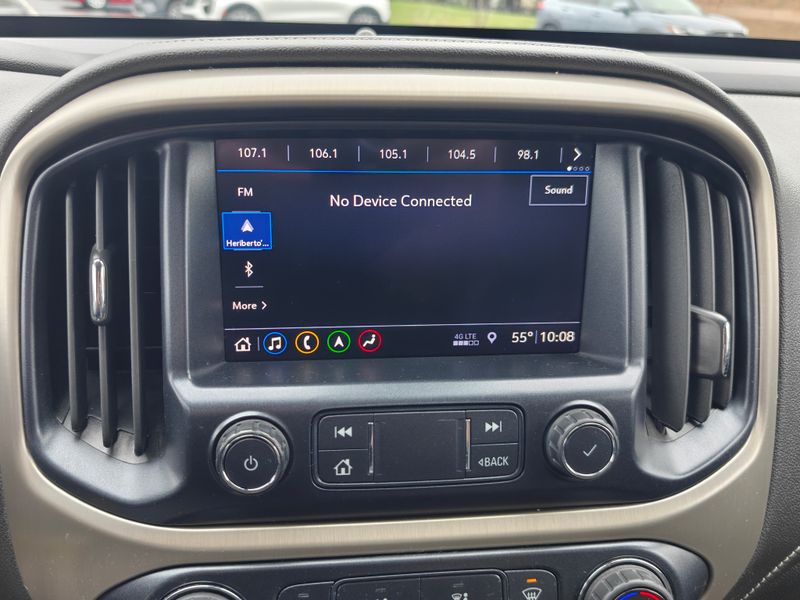 107.1 106.1 105.1 104.5 98.1
FM
No Device Connected
Sound
Heriberto'...
More
4G LTE
55° 10:08
BACK